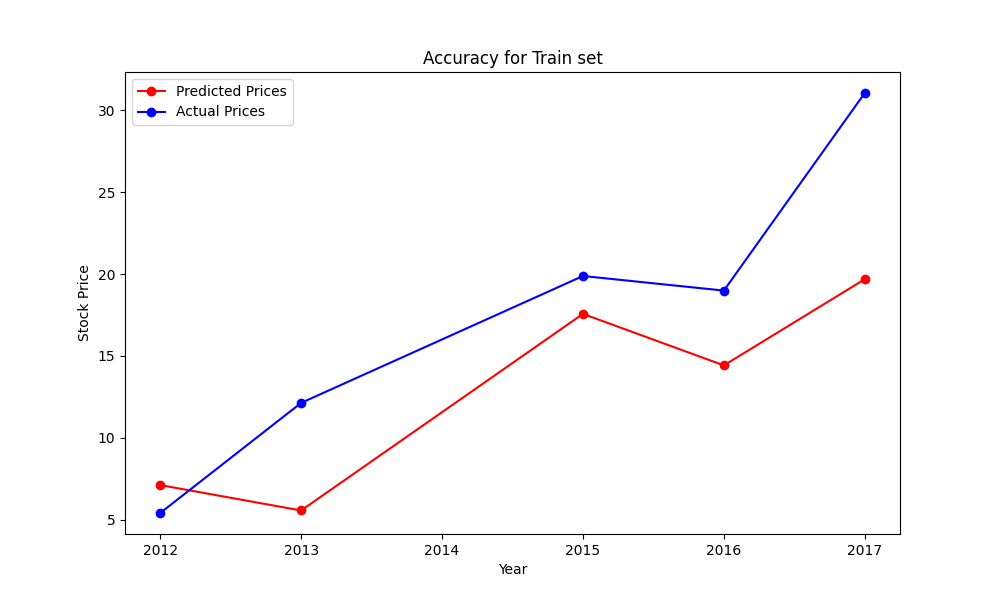 Accuracy for Train set
Predicted Prices
Actual Prices
30
25
20
15
10
5
Stock Price
2012 2013 2014 2015 2016 2017
Year